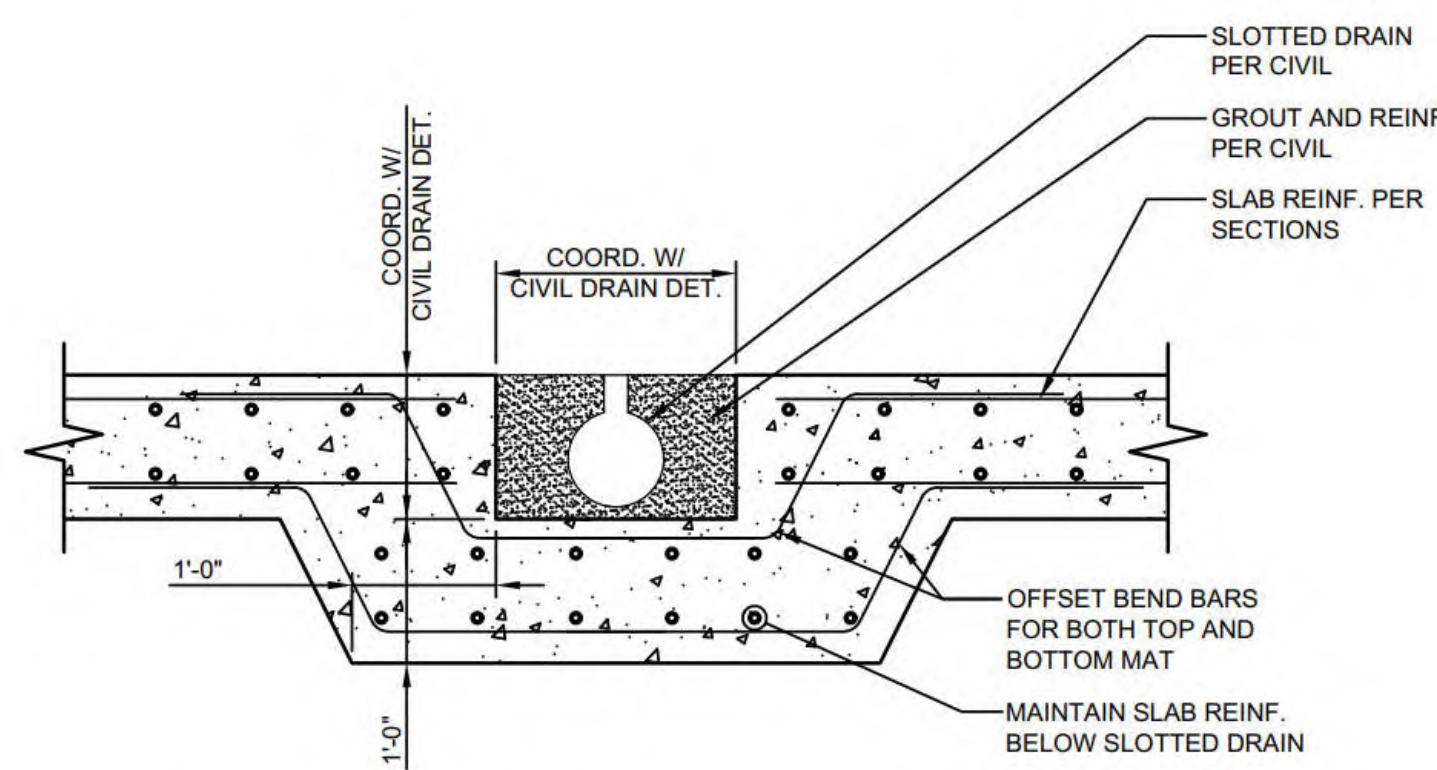 SLOTTED DRAIN
PER CIVIL
GROUT AND REINF
PER CIVIL
SLAB REINF. PER
SECTIONS
COORD. W/
CIVIL DRAIN DET.
COORD. W/
CIVIL DRAIN DET.
1'-0"
OFFSET BEND BARS
FOR BOTH TOP AND
BOTTOM MAT
MAINTAIN SLAB REINF.
BELOW SLOTTED DRAIN
1'-0"